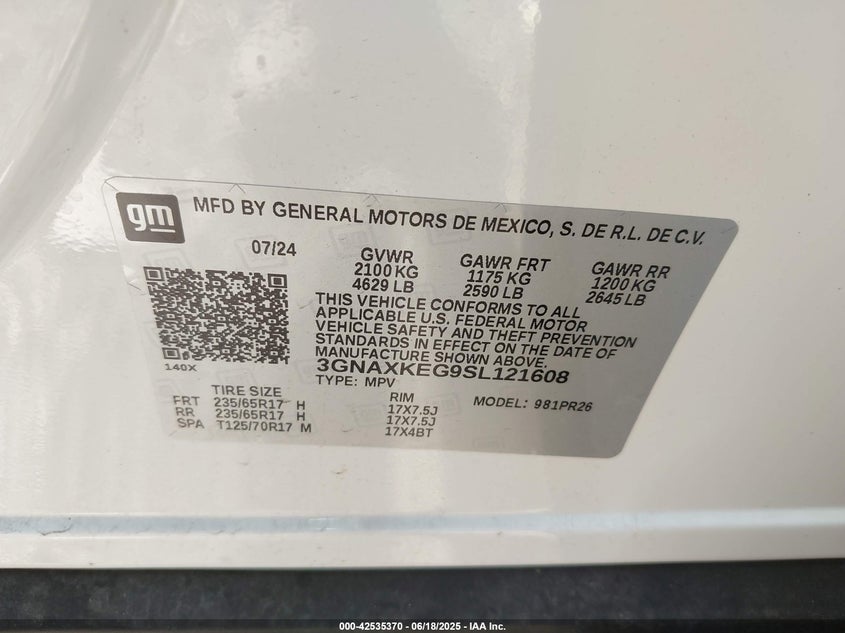 gm MFD BY GENERAL MOTORS DE MEXICO, S. DE R.L. DE C.V.
07/24
GVWR GAWR FRT GAWR RR
2100 KG 1175 KG 1200 KG
4629 LB 2590 LB 2645 LB
THIS VEHICLE CONFORMS TO ALL
APPLICABLE U.S. FEDERAL MOTOR
VEHICLE SAFETY AND THEFT PREVENTION
STANDARDS IN EFFECT ON THE DATE OF
MANUFACTURE SHOWN ABOVE.
140X
3GNAXKEG9SL121608
TYPE: MPV
TIRE SIZE RIM MODEL: 981PR26
FRT 235/65R17 H 17X7.5J
RR 235/65R17 H 17X7.5J
SPA T125/70R17 M 17X4BT
000-42535370 - 06/18/2025 - IAA Inc.